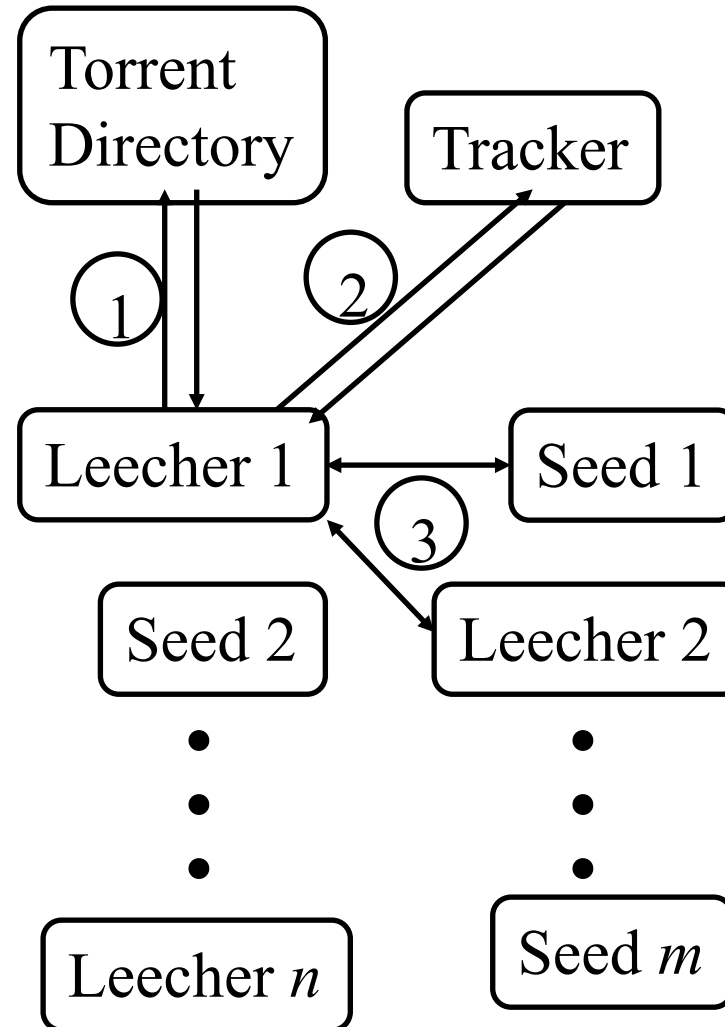 Torrent
Directory
Tracker
1
2
Leecher 1
Seed 1
3
Seed 2
Leecher 2
Leecher n
Seed m